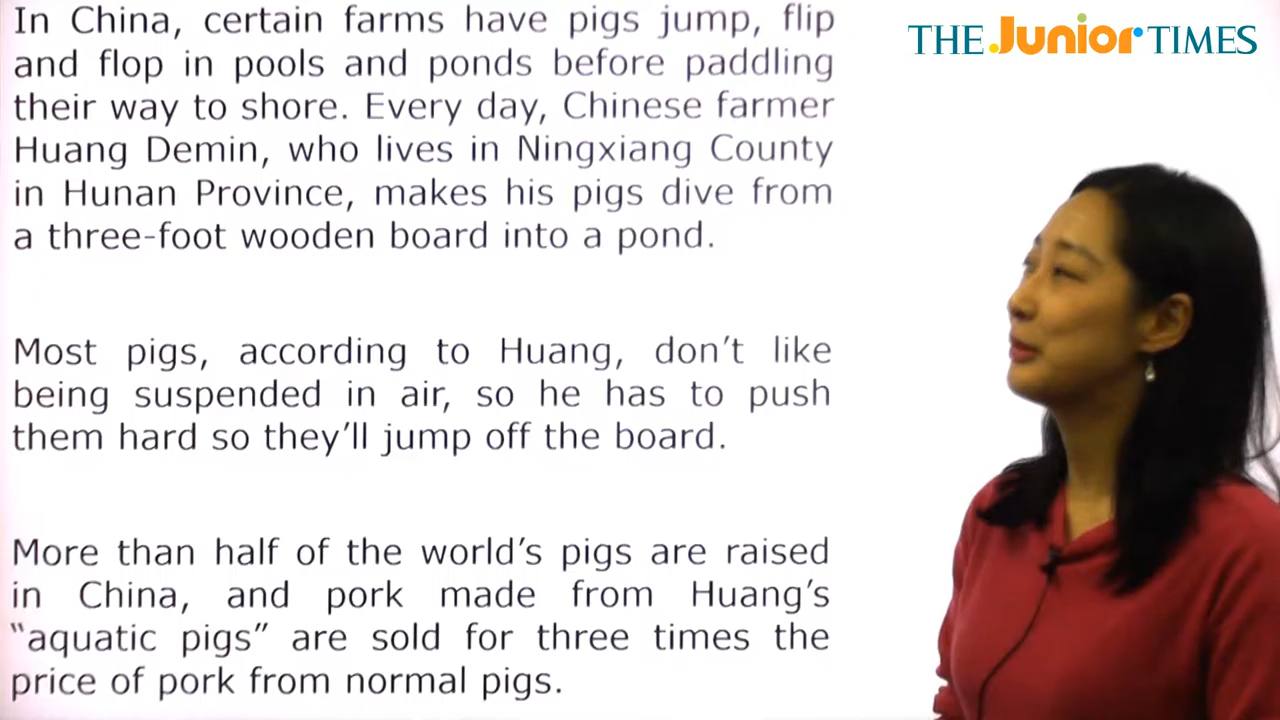 THE Junior TIMES
In China, certain farms have pigs jump, flip
and flop in pools and ponds before paddling
their way to shore. Every day, Chinese farmer
Huang Demin, who lives in Ningxiang County
in Hunan Province, makes his pigs dive from
a three-foot wooden board into a pond.
Most pigs, according to Huang, don't like
being suspended in air, so he has to push
them hard so they'll jump off the board.
More than half of the world's pigs are raised
in China, and pork made from Huang's
“aquatic pigs” are sold for three times the
price of pork from normal pigs.